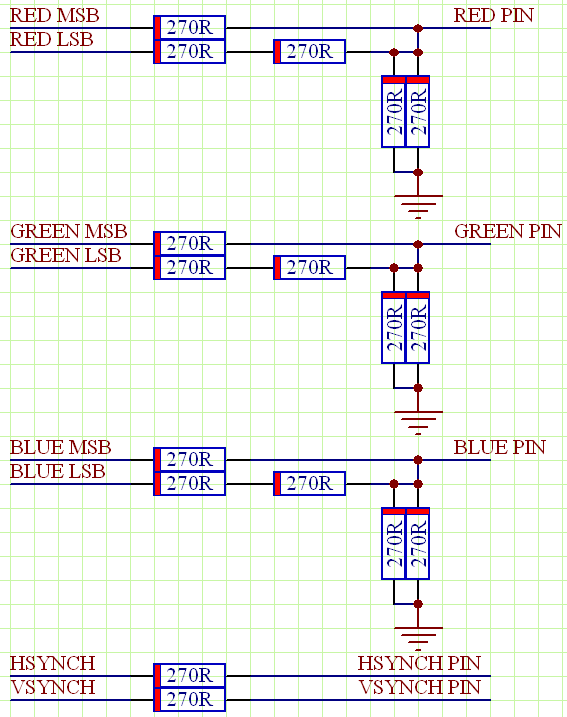 RED MSB
270R
RED PIN
RED LSB
270R
270R
270R
270R
GREEN MSB
270R
GREEN PIN
GREEN LSB
270R
270R
270R
270R
BLUE MSB
270R
BLUE PIN
BLUE LSB
270R
270R
270R
270R
HSYNCH
270R
HSYNCH PIN
VSYNCH
270R
VSYNCH PIN